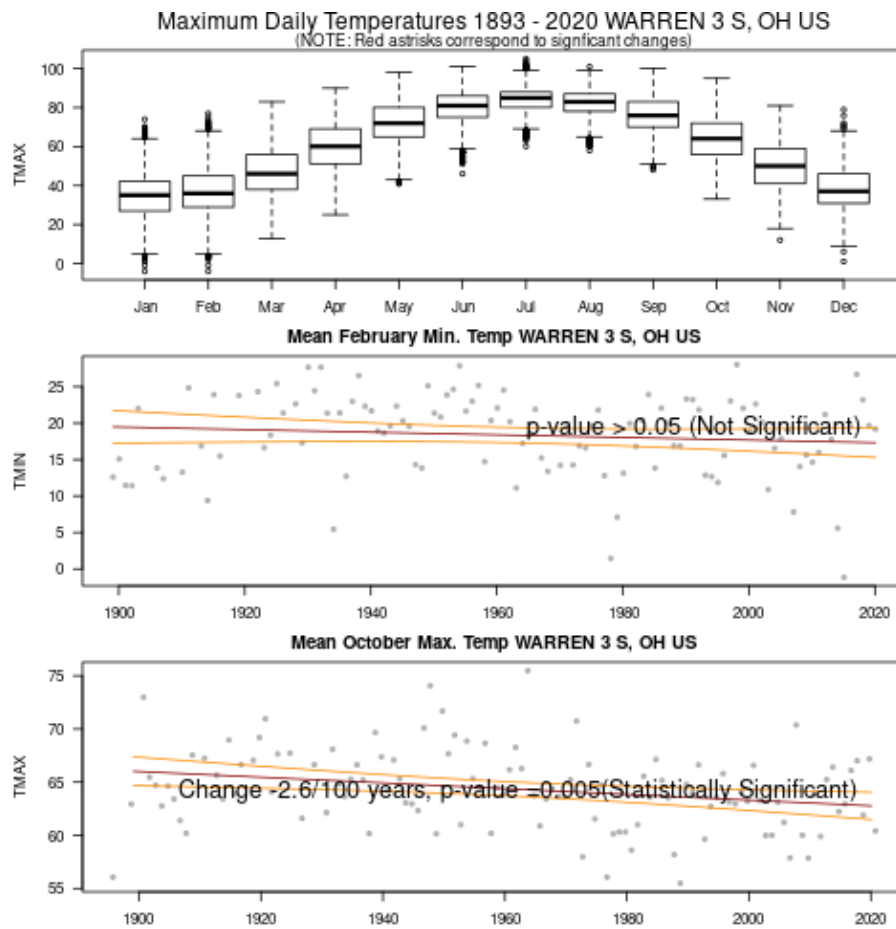 Maximum Daily Temperatures 1893 - 2020 WARREN 3 S, OH US
(NOTE: Red astrisks correspond to signficant changes)
TMAX
100
80
60
40
20
0
Jan Feb Mar Apr May Jun Jul Aug Sep Oct Nov Dec
Mean February Min. Temp WARREN 3 S, OH US
TMIN
25
20
15
10
5
0
p-value > 0.05 (Not Significant)
1900 1920 1940 1960 1980 2000 2020
Mean October Max. Temp WARREN 3 S, OH US
TMAX
75
70
65
60
55
Change -2.6/100 years, p-value =0.005(Statistically Significant)
1900 1920 1940 1960 1980 2000 2020